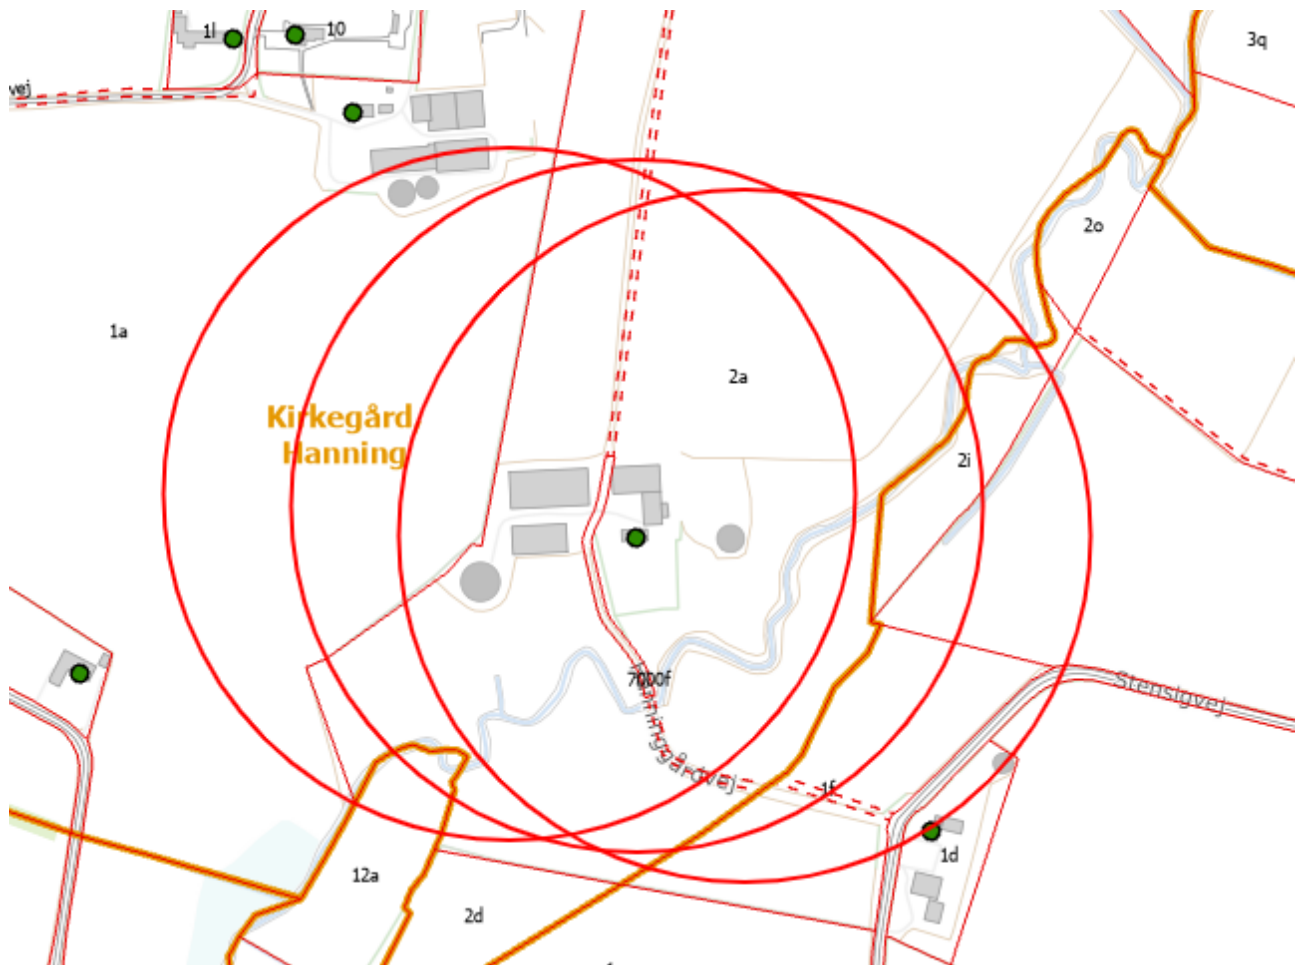 1l
10
3q
vej
2o
1a
2a
Kirkegård
Hanning
2i
7000f
Stensigvej
Hanninggårdvej
1f
1d
12a
2d